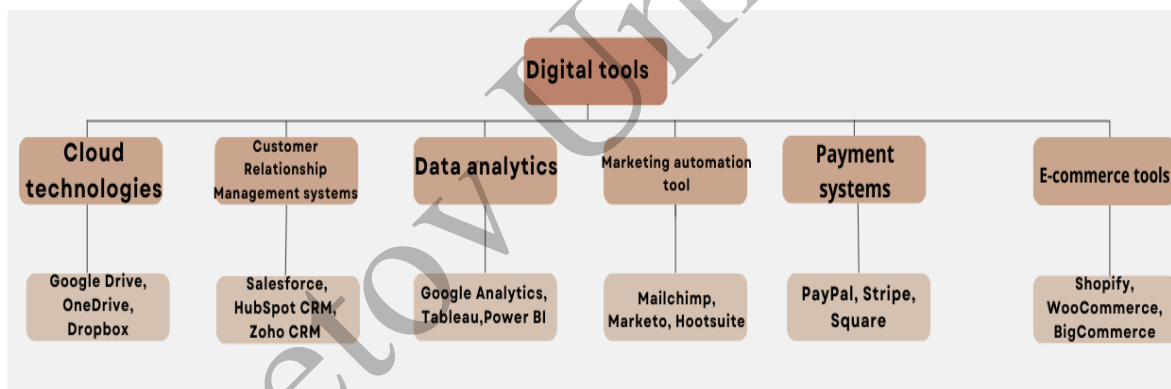 Digital tools
Cloud
technologies
Customer
Relationship
Management systems
Data analytics
Marketing automation
tool
Payment
systems
E-commerce tools
Google Drive,
OneDrive,
Dropbox
Salesforce,
HubSpot CRM,
Zoho CRM
Google Analytics,
Tableau,Power BI
Mailchimp,
Marketo, Hootsuite
PayPal, Stripe,
Square
Shopify,
WooCommerce,
BigCommerce